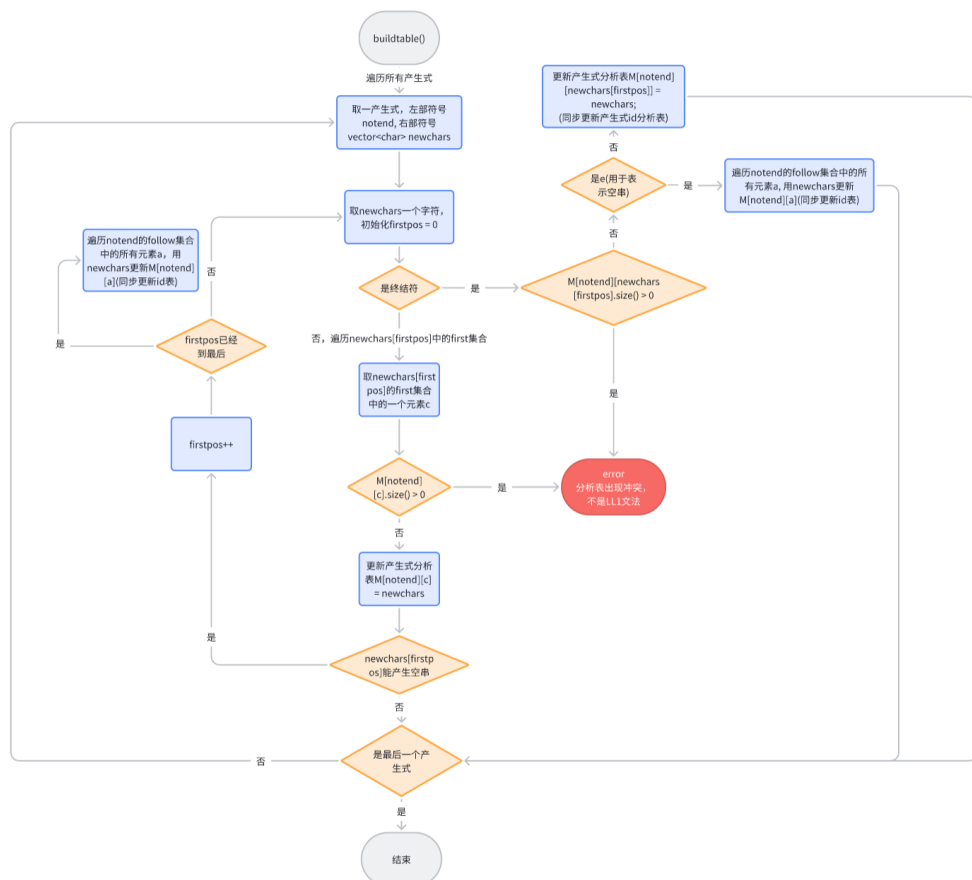 buildtable()
遍历所有产生式
取一产生式，左部符号
notend, 右部符号
vector<char> newchars
更新产生式分析表M[notend]
[newchars[firstpos]] =
newchars;
(同步更新产生式id分析表)
否
是e(用于表
示空串)
是
遍历notend的follow集合中的所
有元素a, 用newchars更新
M[notend][a](同步更新id表)
否
取newchars一个字符，
初始化firstpos = 0
遍历notend的follow集合
中的所有元素a，用
newchars更新M[notend]
[a](同步更新id表)
否
是终结符
是
M[notend][newchars
[firstpos].size() > 0
firstpos已经
到最后
是
否，遍历newchars[firstpos]中的first集合
取newchars[first
pos]的first集合
中的一个元素c
是
firstpos++
M[notend]
[c].size() > 0
是
error
分析表出现冲突，
不是LL1文法
否
更新产生式分析
表M[notend][c]
= newchars
是
newchars[firstp
os]能产生空串
否
是最后一个产
生式
否
是
结束